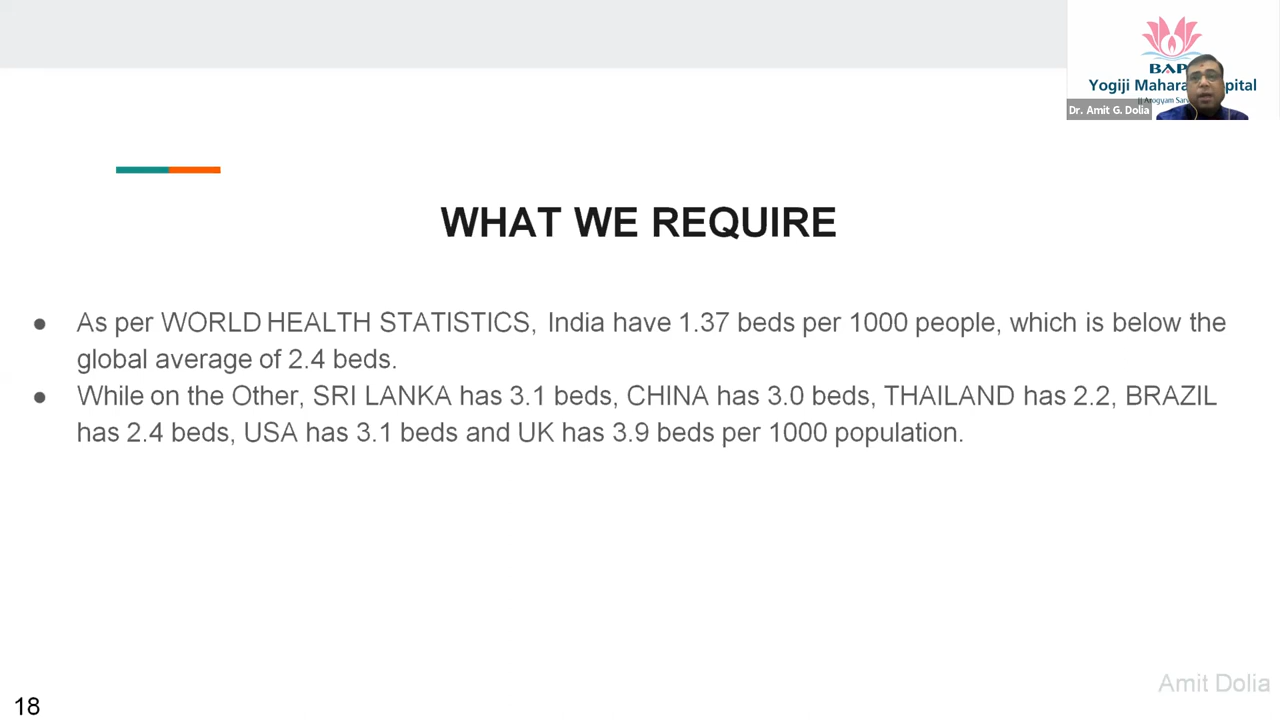 BAP
Yogiji Mahara pital
Dr. Amit G. Dolia
WHAT WE REQUIRE
● As per WORLD HEALTH STATISTICS, India have 1.37 beds per 1000 people, which is below the
global average of 2.4 beds.
● While on the Other, SRI LANKA has 3.1 beds, CHINA has 3.0 beds, THAILAND has 2.2, BRAZIL
has 2.4 beds, USA has 3.1 beds and UK has 3.9 beds per 1000 population.
Amit Dolia
18